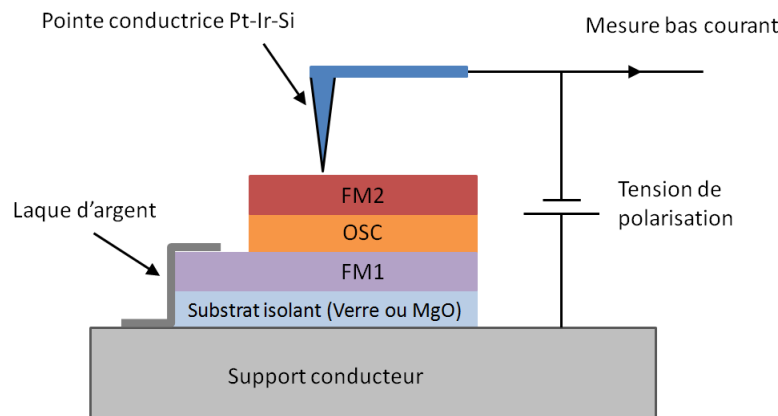 Pointe conductrice Pt-Ir-Si
Mesure bas courant
Laque d'argent
FM2
OSC
FM1
Substrat isolant (Verre ou MgO)
Tension de
polarisation
Support conducteur